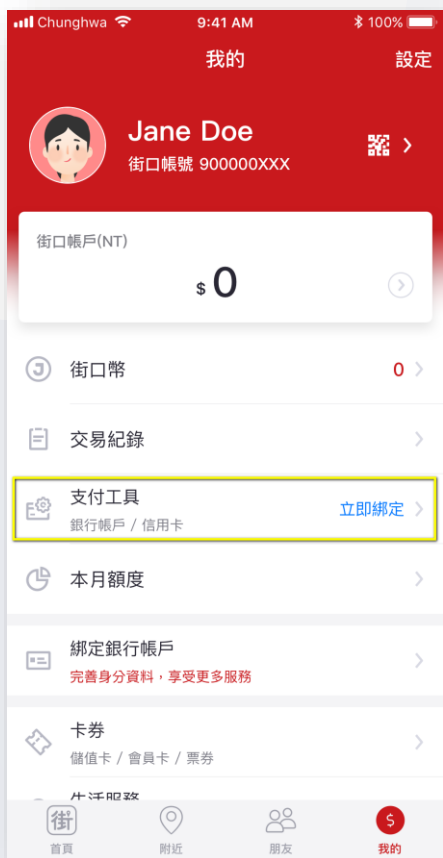 Chunghwa 9:41 AM 100%
我的 設定
Jane Doe
街口帳號 900000XXX
街口帳戶(NT)
$ 0
街口幣 0
交易紀錄
支付工具 立即綁定
銀行帳戶 / 信用卡
本月額度
綁定銀行帳戶
完善身分資料，享受更多服務
卡券
儲值卡 / 會員卡 / 票券
生活服務
街 $
首頁 附近 朋友 我的